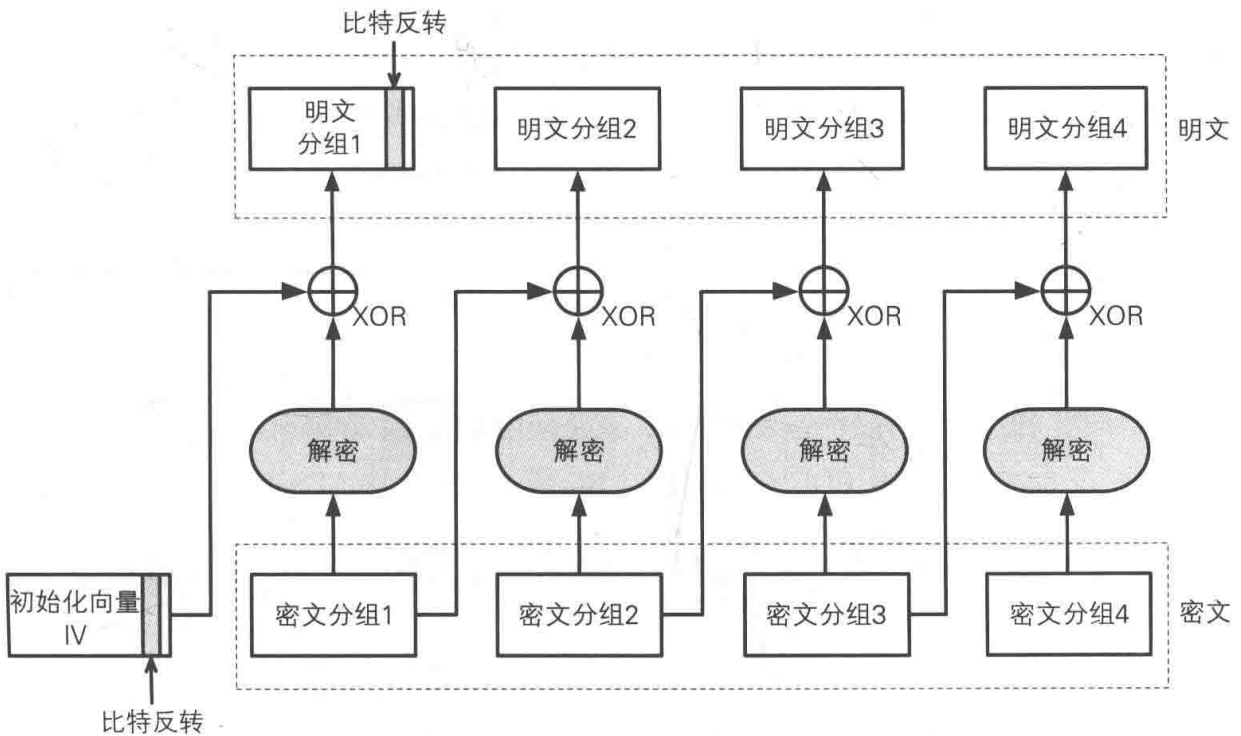 比特反转
明文
分组1
明文分组2
明文分组3
明文分组4
明文
XOR
XOR
XOR
XOR
解密
解密
解密
解密
初始化向量
IV
密文分组1
密文分组2
密文分组3
密文分组4
密文
比特反转